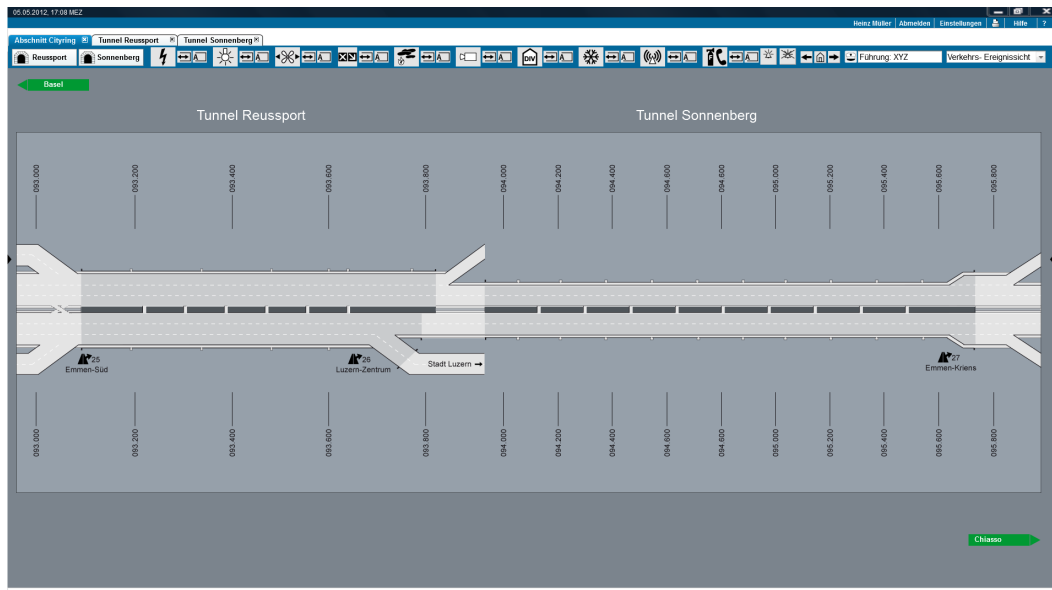 05.05.2012, 17:08 MEZ
Heinz Müller Abmelden Einstellungen Hilfe ?
Abschnitt Cityring Tunnel Reussport Tunnel Sonnenberg
Reussport Sonnenberg A A A A A A DIV A A A F A Führung: XYZ Verkehrs- Ereignissicht
Basel
Tunnel Reussport Tunnel Sonnenberg
093.000 093.200 093.400 093.600 093.800 094.000 094.200 094.400 094.600 094.600 095.000 095.200 095.400 095.600 095.800
25 26 27
Emmen-Süd Luzern-Zentrum Stadt Luzern → Emmen-Kriens
093.000 093.200 093.400 093.600 093.800 094.000 094.200 094.400 094.600 094.600 095.000 095.200 095.400 095.600 095.800
Chiasso